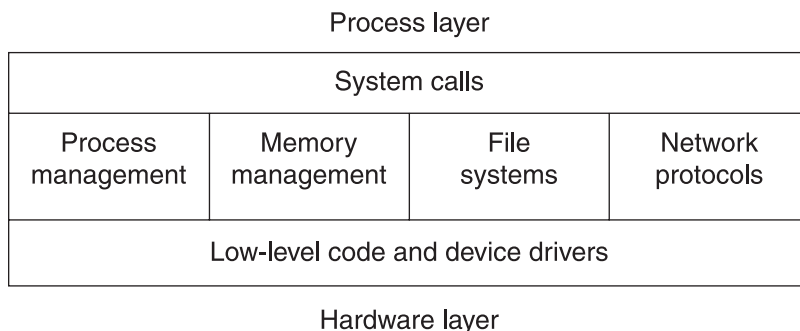 Process layer
System calls
Process
management
Memory
management
File
systems
Network
protocols
Low-level code and device drivers
Hardware layer